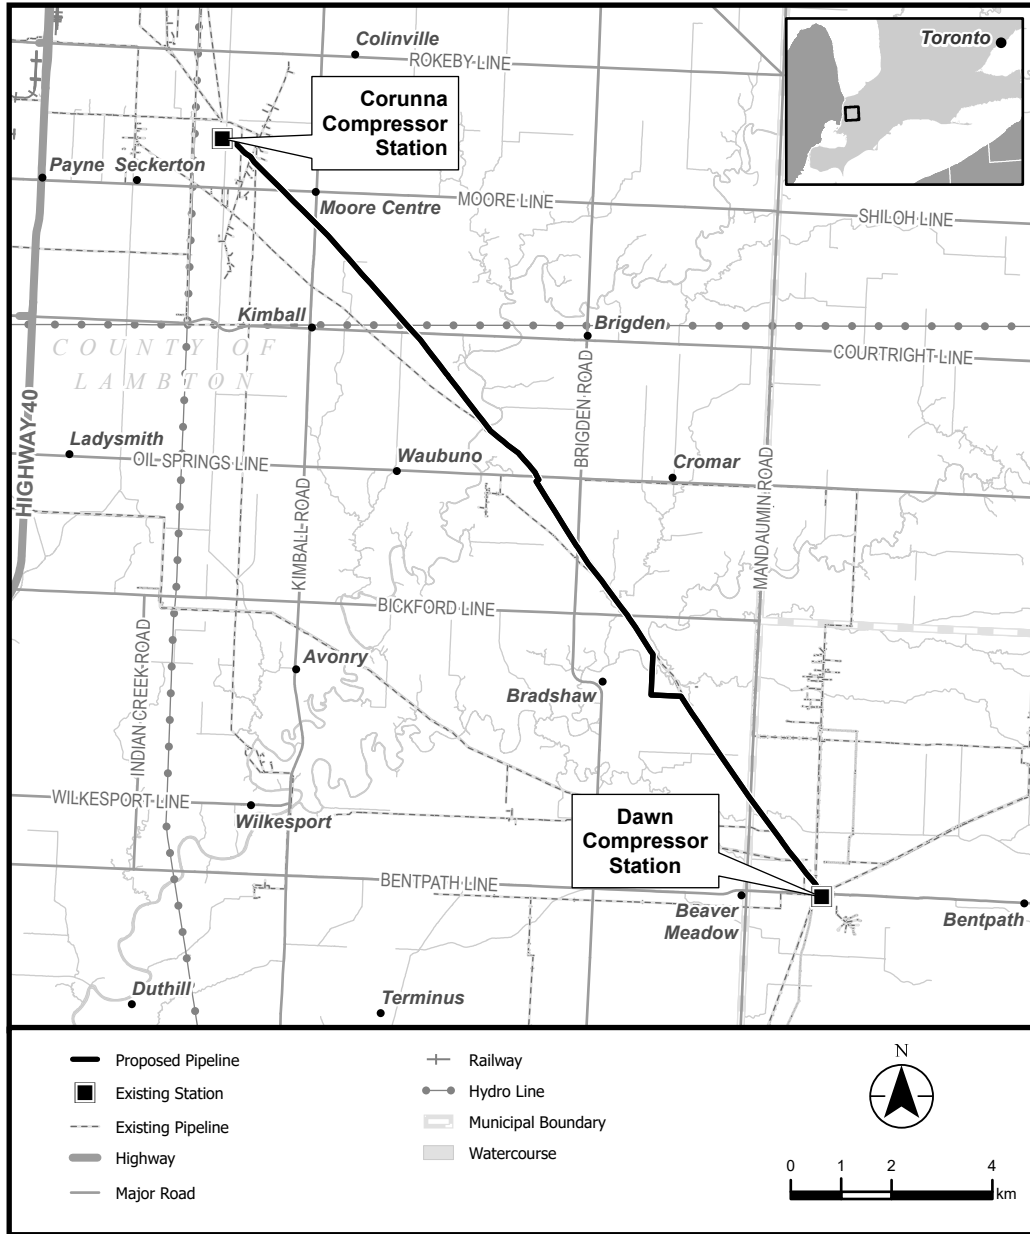 Colinville
ROKEBY LINE
Toronto
Corunna
Compressor
Station
Payne
Seckerton
Moore Centre
MOORE LINE
SHILOH LINE
Kimball
Brigden
COUNTY OF
LAMBTON
COURTRIGHT LINE
HIGHWAY 40
BRIGDEN ROAD
Ladysmith
OIL SPRINGS LINE
Waubuno
Cromar
KIMBALL ROAD
MANDAUMIN ROAD
BICKFORD LINE
INDIAN CREEK ROAD
Avonry
Bradshaw
WILKESPORT LINE
Wilkesport
Dawn
Compressor
Station
BENTPATH LINE
Beaver
Meadow
Bentpath
Duthill
Terminus
Proposed Pipeline
Existing Station
Existing Pipeline
Highway
Major Road
Railway
Hydro Line
Municipal Boundary
Watercourse
N
0 1 2 4
km